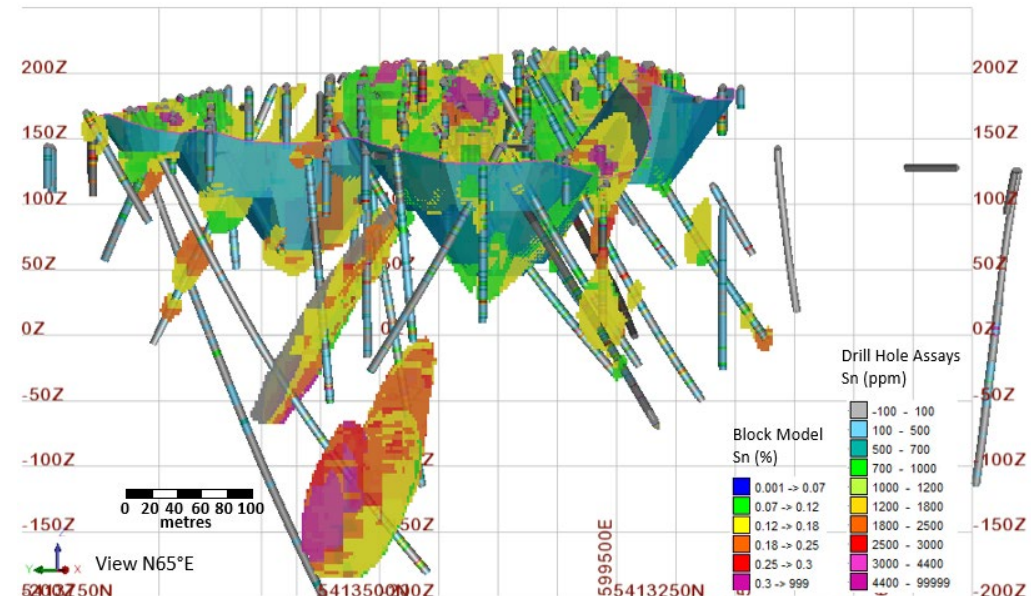 200Z 200Z
150Z 150Z
100Z 100Z
50Z 50Z
0Z
-50Z -50Z
-100Z -100Z
-150Z -150Z
-200Z
Drill Hole Assays
Sn (ppm)
-100 - 100
100 - 500
500 - 700
700 - 1000
1000 - 1200
1200 - 1800
1800 - 2500
2500 - 3000
3000 - 4400
4400 - 99999
Block Model
Sn (%)
0.001 -> 0.07
0.07 -> 0.12
0.12 -> 0.18
0.18 -> 0.25
0.25 -> 0.3
0.3 -> 999
0 20 40 60 80 100
metres
View N65°E
Z
Y
X
599500E
5413500N
5413250N